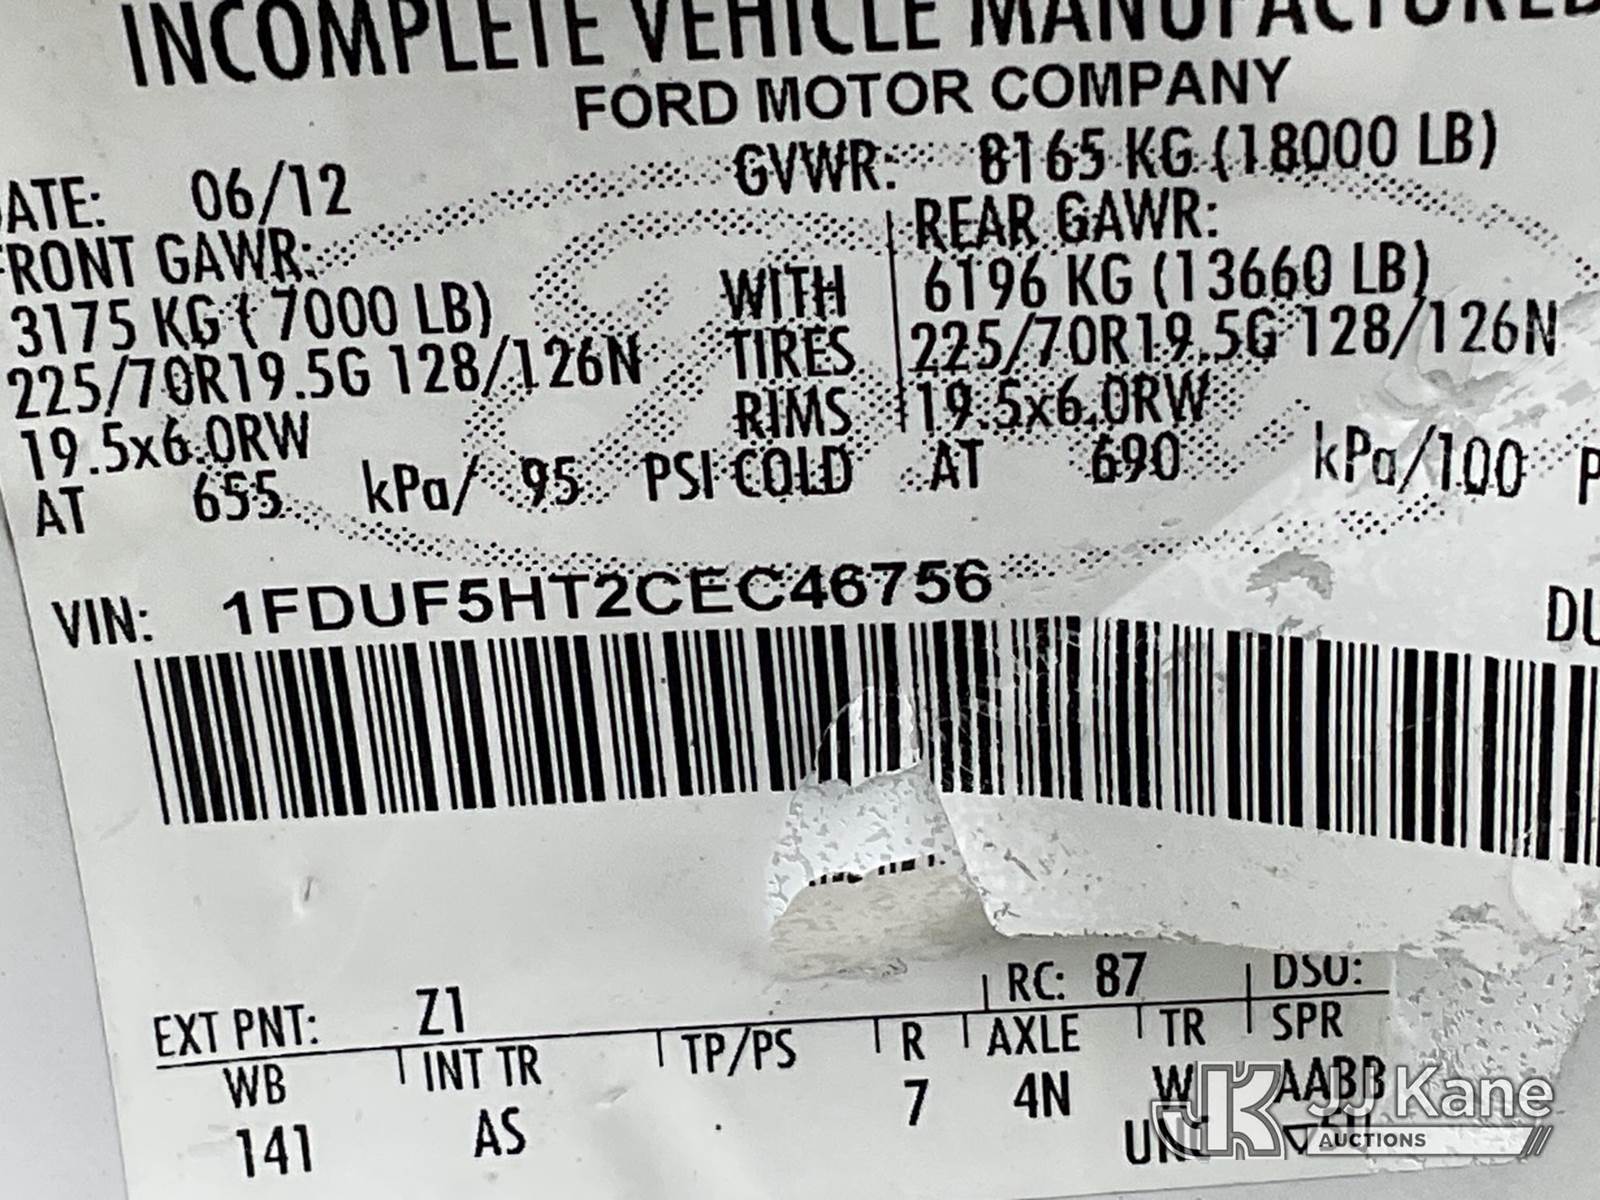 INCOMPLETE VEHICLE MANUFACTURED
FORD MOTOR COMPANY
DATE: 06/12 GVWR: 8165 KG (18000 LB)
FRONT GAWR: REAR GAWR:
3175 KG ( 7000 LB) WITH 6196 KG (13660 LB)
225/70R19.5G 128/126N TIRES 225/70R19.5G 128/126N
19.5x6.0RW RIMS 19.5x6.0RW
AT 655 kPa/ 95 PSI COLD AT 690 kPa/100 P
VIN: 1FDUF5HT2CEC46756 DU
EXT PNT: Z1 RC: 87 DSO:
WB INT TR TP/PS R AXLE TR SPR
141 AS 7 4N W AABB
JJ Kane
AUCTIONS